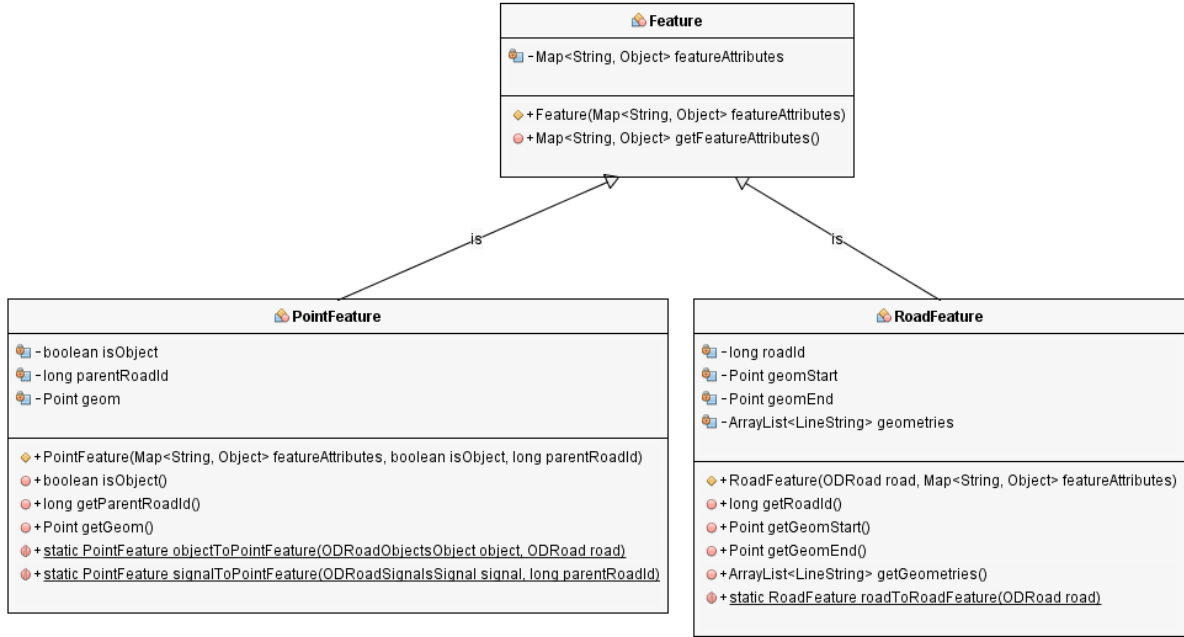 Feature
- Map<String, Object> featureAttributes
+ Feature(Map<String, Object> featureAttributes)
+ Map<String, Object> getFeatureAttributes()
is
is
PointFeature
- boolean isObject
- long parentRoadId
- Point geom
+ PointFeature(Map<String, Object> featureAttributes, boolean isObject, long parentRoadId)
+ boolean isObject()
+ long getParentRoadId()
+ Point getGeom()
+ static PointFeature objectToPointFeature(ODRoadObjectsObject object, ODRoad road)
+ static PointFeature signalToPointFeature(ODRoadSignalsSignal signal, long parentRoadId)
RoadFeature
- long roadId
- Point geomStart
- Point geomEnd
- ArrayList<LineString> geometries
+ RoadFeature(ODRoad road, Map<String, Object> featureAttributes)
+ long getRoadId()
+ Point getGeomStart()
+ Point getGeomEnd()
+ ArrayList<LineString> getGeometries()
+ static RoadFeature roadToRoadFeature(ODRoad road)